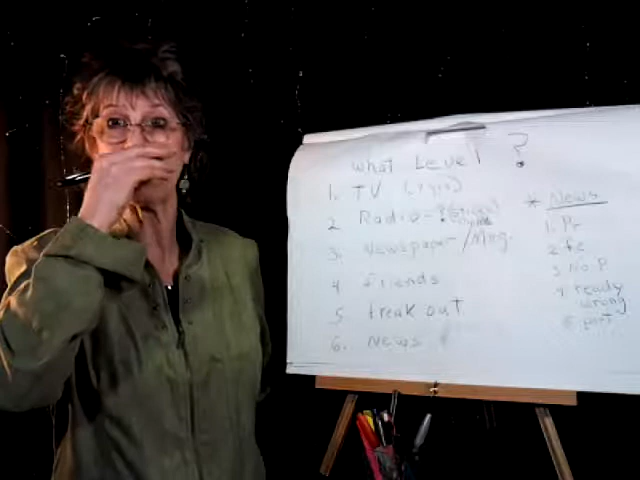 what Level ?
1. TV
2 Radio -
3. Newspaper /Mag.
4 friends
5 freak out
6. News
* News
1. Pr
2. fe
3 No P
4 ready
wrong